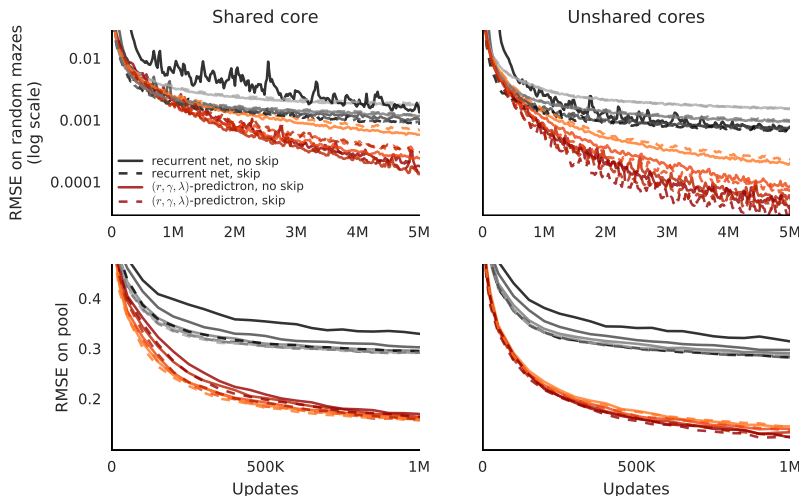 Shared core
Unshared cores
RMSE on random mazes
(log scale)
0.01
0.001
0.0001
recurrent net, no skip
recurrent net, skip
(r, γ, λ)-predictron, no skip
(r, γ, λ)-predictron, skip
0 1M 2M 3M 4M 5M
0 1M 2M 3M 4M 5M
RMSE on pool
0.4
0.3
0.2
0 500K 1M
0 500K 1M
Updates
Updates